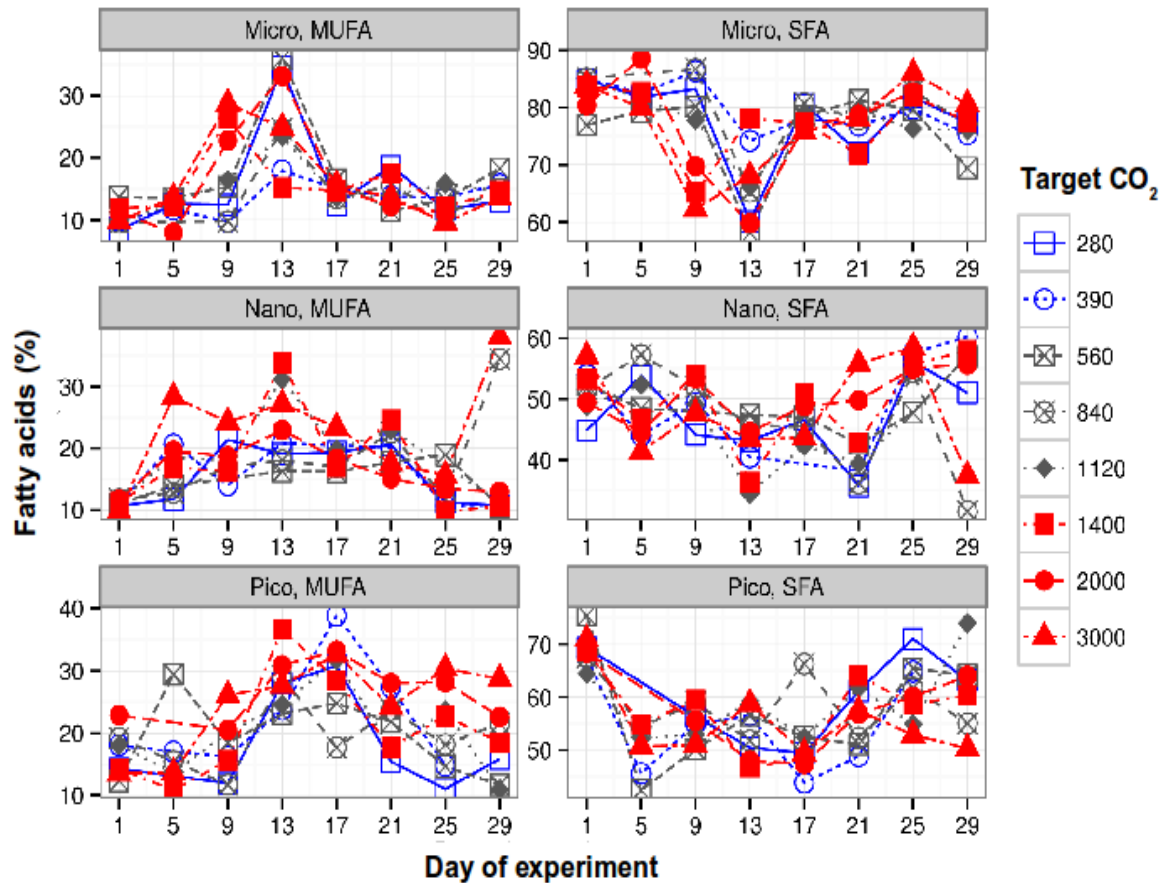 Micro, MUFA
Micro, SFA
30
20
10
90
80
70
60
1 5 9 13 17 21 25 29
1 5 9 13 17 21 25 29
Nano, MUFA
Nano, SFA
30
20
10
60
50
40
1 5 9 13 17 21 25 29
1 5 9 13 17 21 25 29
Pico, MUFA
Pico, SFA
40
30
20
10
70
60
50
1 5 9 13 17 21 25 29
1 5 9 13 17 21 25 29
Fatty acids (%)
Day of experiment
Target CO₂
280
390
560
840
1120
1400
2000
3000